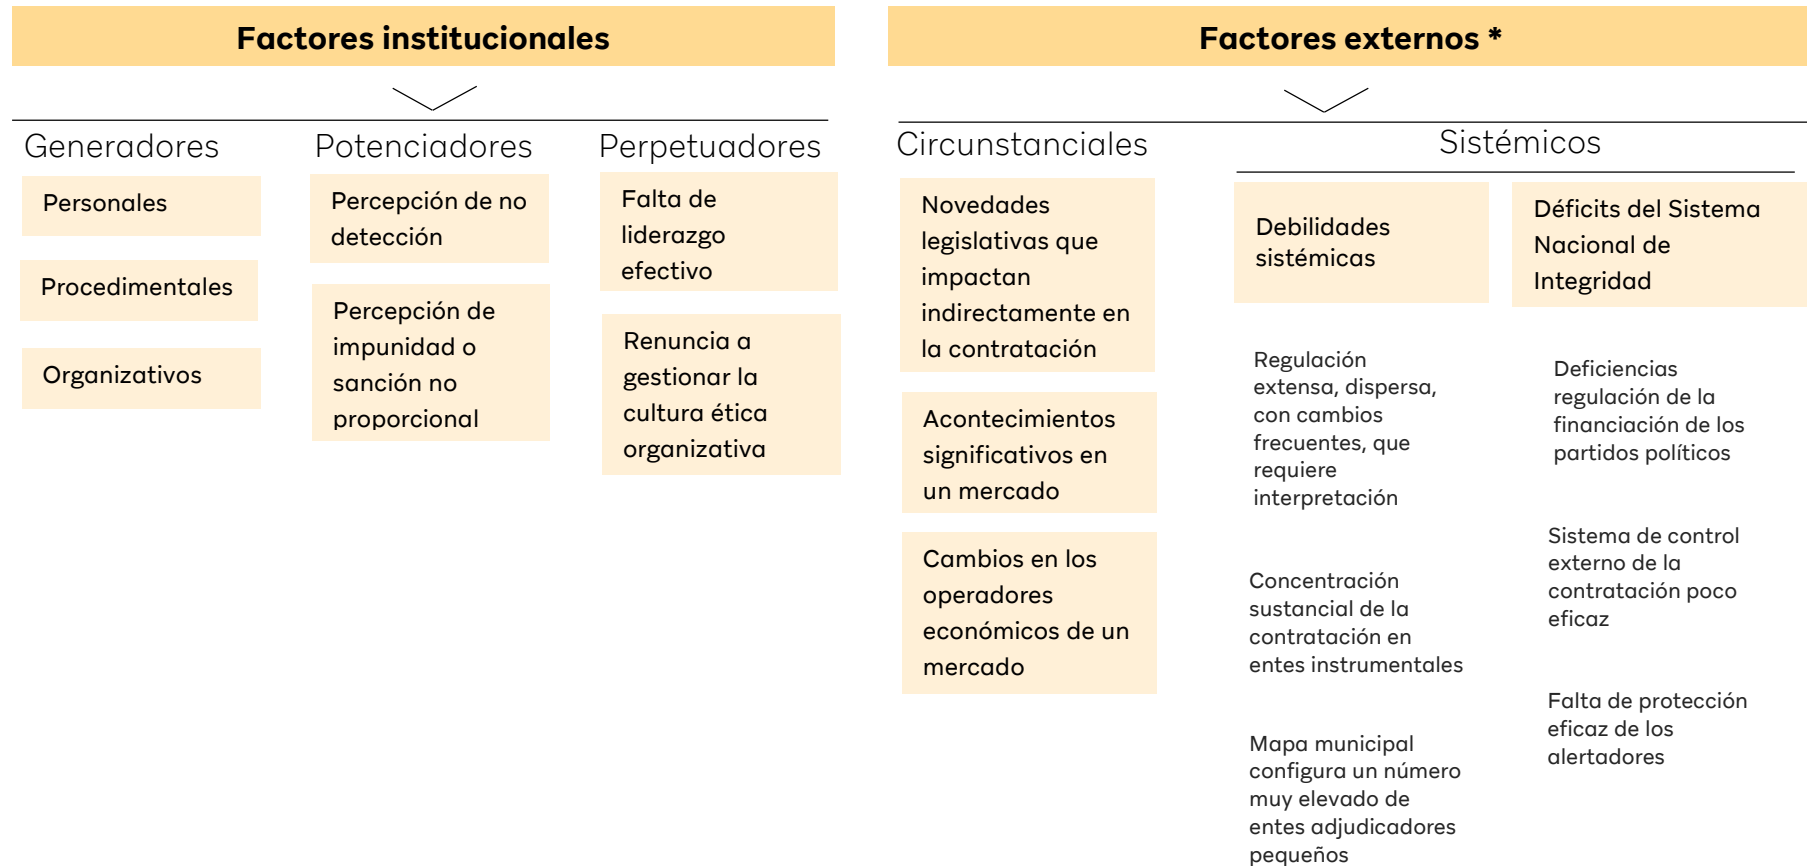 Factores institucionales
Generadores
Personales
Procedimentales
Organizativos
Potenciadores
Percepción de no
detección
Percepción de
impunidad o
sanción no
proporcional
Perpetuadores
Falta de
liderazgo
efectivo
Renuncia a
gestionar la
cultura ética
organizativa
Factores externos *
Circunstanciales
Novedades
legislativas que
impactan
indirectamente en
la contratación
Acontecimientos
significativos en
un mercado
Cambios en los
operadores
económicos de un
mercado
Sistémicos
Debilidades
sistémicas
Regulación
extensa, dispersa,
con cambios
frecuentes, que
requiere
interpretación
Concentración
sustancial de la
contratación en
entes instrumentales
Mapa municipal
configura un número
muy elevado de
entes adjudicadores
pequeños
Déficits del Sistema
Nacional de
Integridad
Deficiencias
regulación de la
financiación de los
partidos políticos
Sistema de control
externo de la
contratación poco
eficaz
Falta de protección
eficaz de los
alertadores